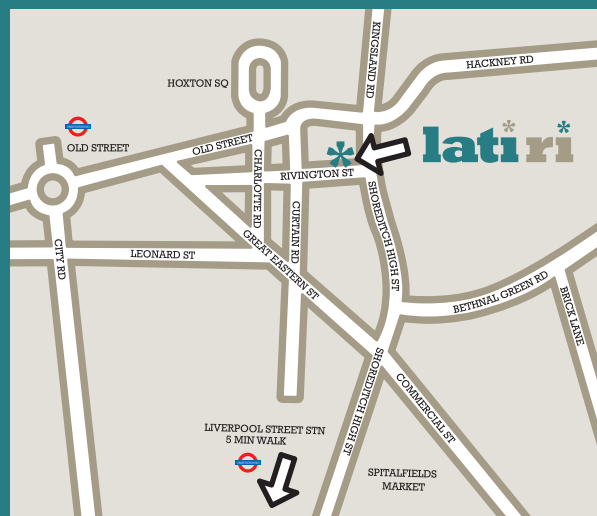 KINGSLAND RD
HACKNEY RD
HOXTON SQ
OLD STREET
OLD STREET
latiri
CHARLOTTE RD
RIVINGTON ST
CURTAIN RD
SHOREDITCH HIGH ST
CITY RD
LEONARD ST
GREAT EASTERN ST
BETHNAL GREEN RD
BRICK LANE
SHOREDITCH HIGH ST
COMMERCIAL ST
LIVERPOOL STREET STN
5 MIN WALK
SPITALFIELDS
MARKET